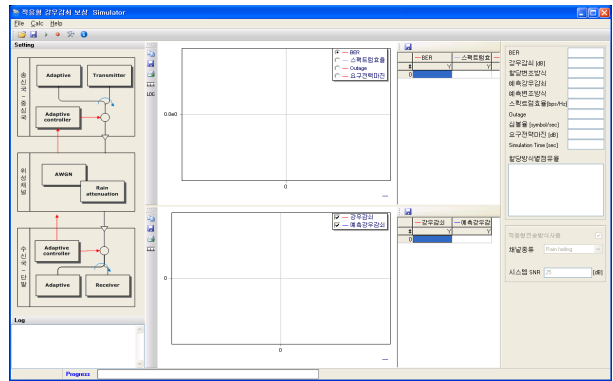 적응형 강우감쇠 보상 Simulator
File Calc Help
Setting
송신국-중심국
Adaptive
Transmitter
Adaptive controller
위성채널
AWGN
Rain attenuation
수신국-단말
Adaptive controller
Adaptive
Receiver
Log
Progress
LOG
BER
스펙트럼효율
Outage
요구전력마진
0.0e0
0
BER
스펙트럼효
# Y Y
0
강우감쇠
예측강우감쇠
0
0
강우감쇠
예측강우감
# Y Y
0
BER
강우감쇠 [dB]
할당변조방식
예측강우감쇠
예측변조방식
스펙트럼효율[bps/Hz]
Outage
심볼율 [symbol/sec]
요구전력마진 [dB]
Simulation Time [sec]
할당방식별점유율
적응형전송방식사용
채널종류 Rain fading
시스템 SNR 25 [dB]